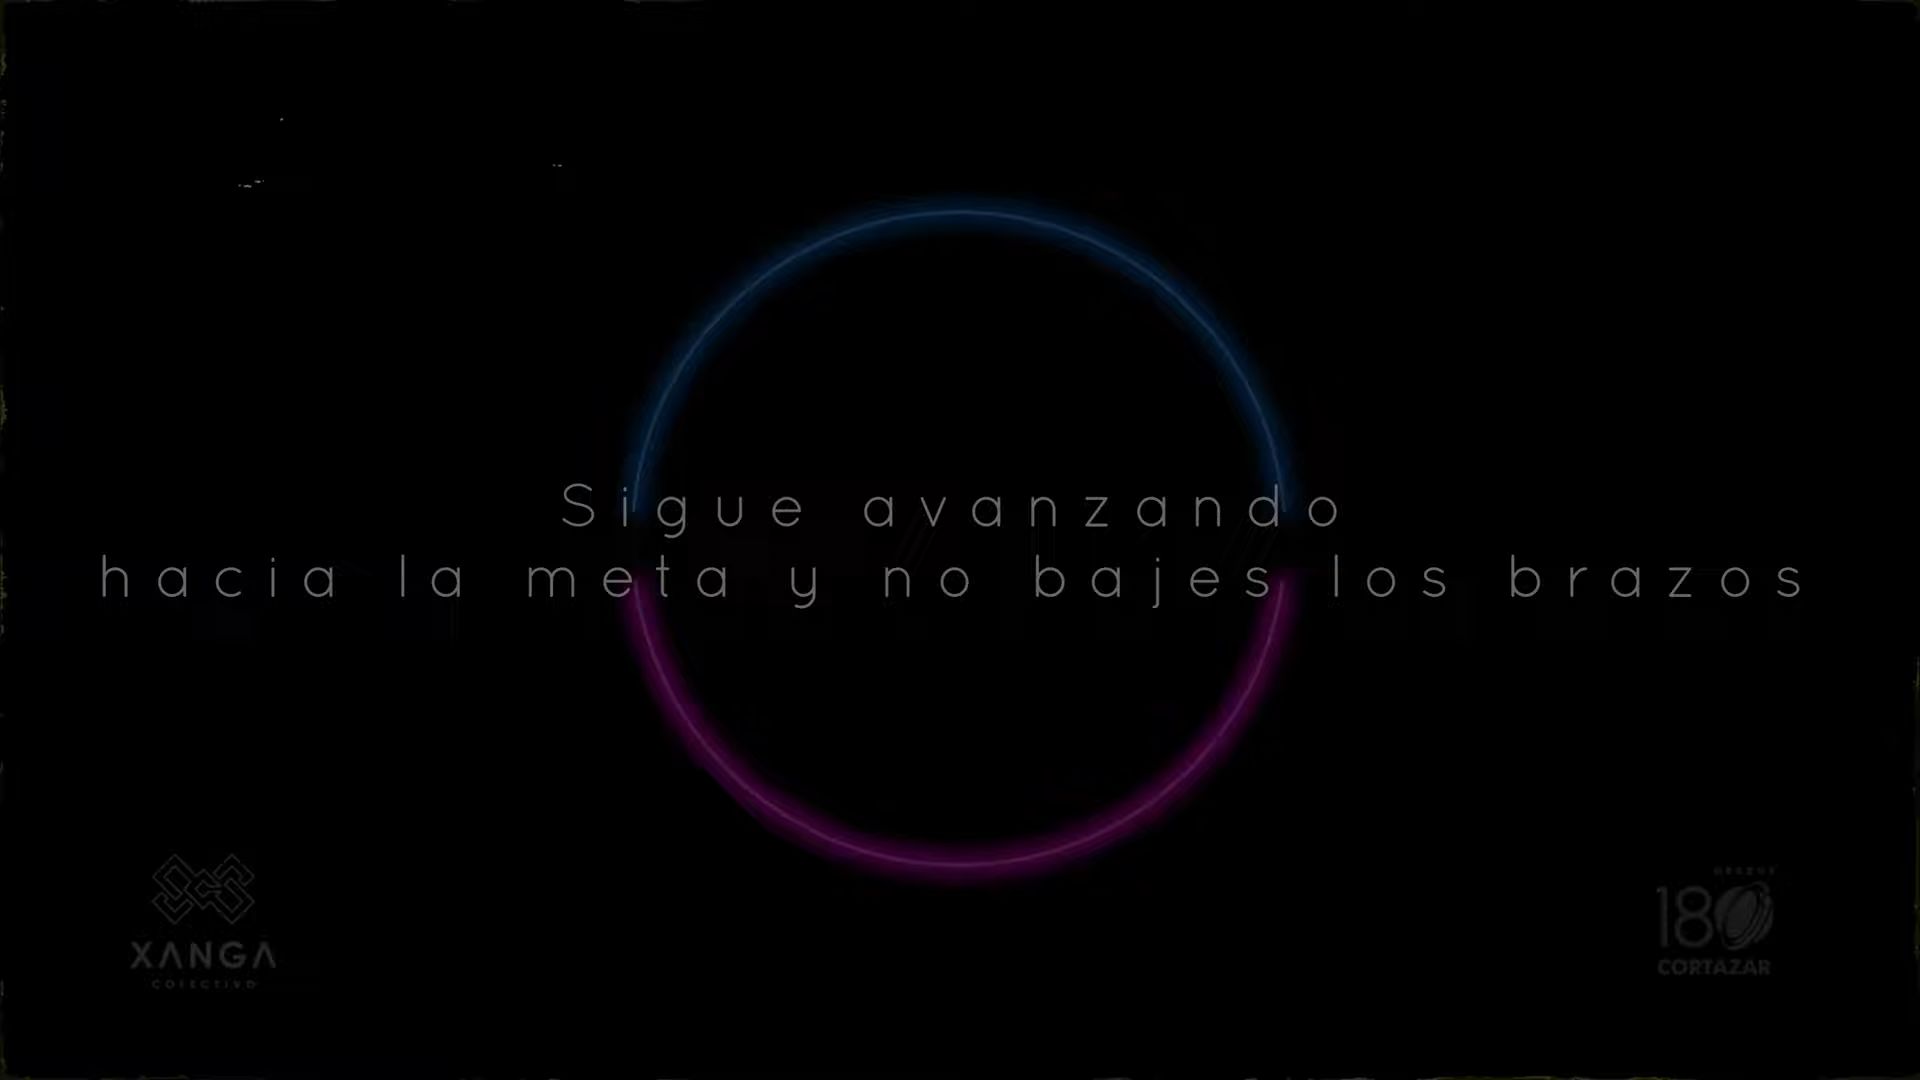 Sigue avanzando
hacia la meta y no bajes los brazos
XANGA
COLECTIVO
180
CORTAZAR